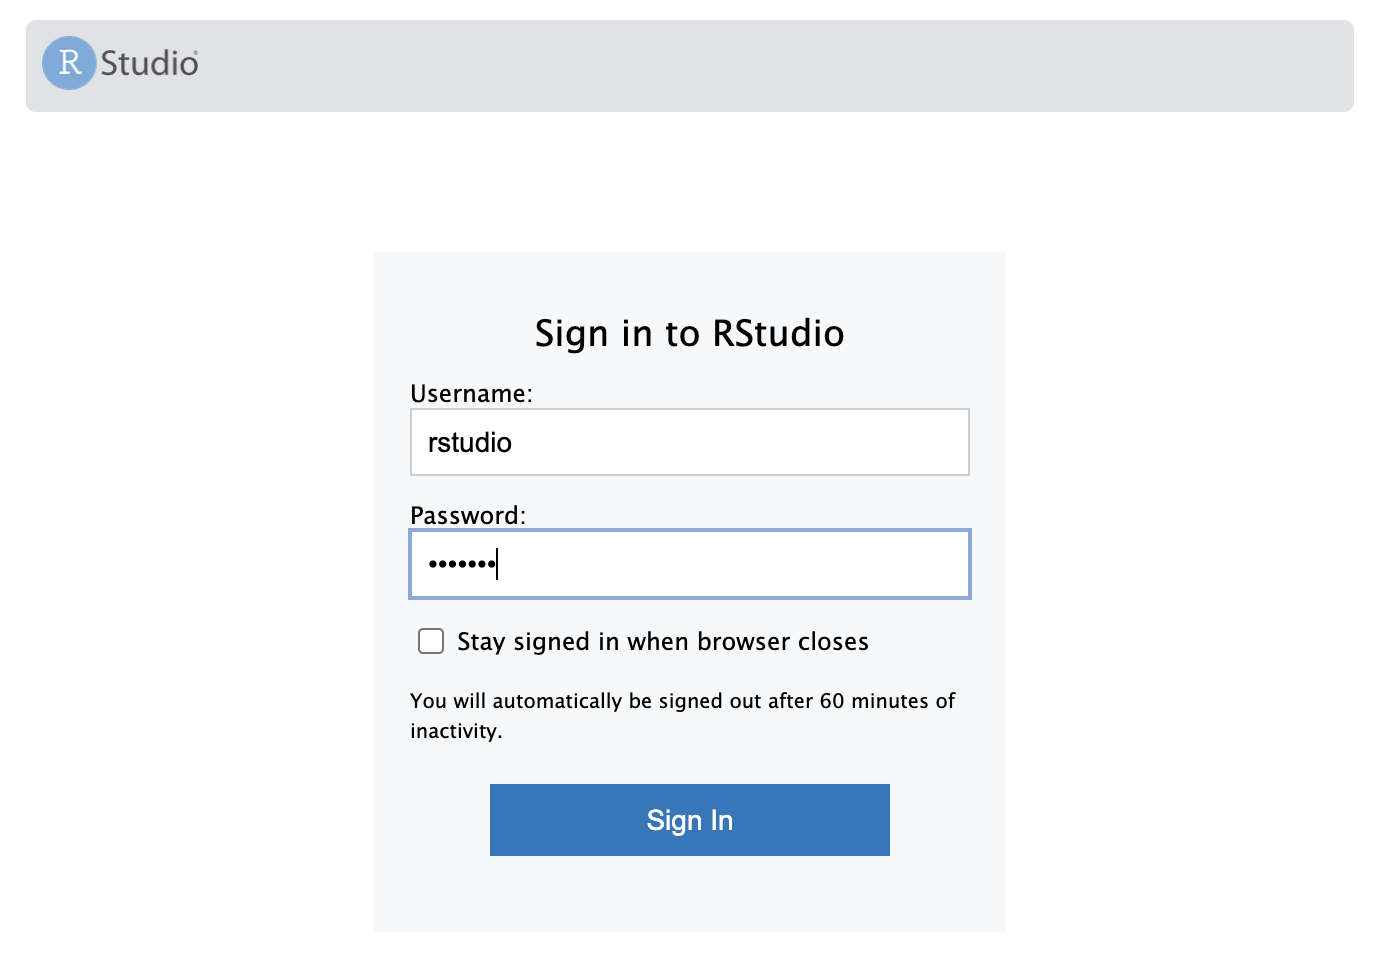 R Studio®
Sign in to RStudio
Username:
rstudio
Password:
•••••••
Stay signed in when browser closes
You will automatically be signed out after 60 minutes of
inactivity.
Sign In